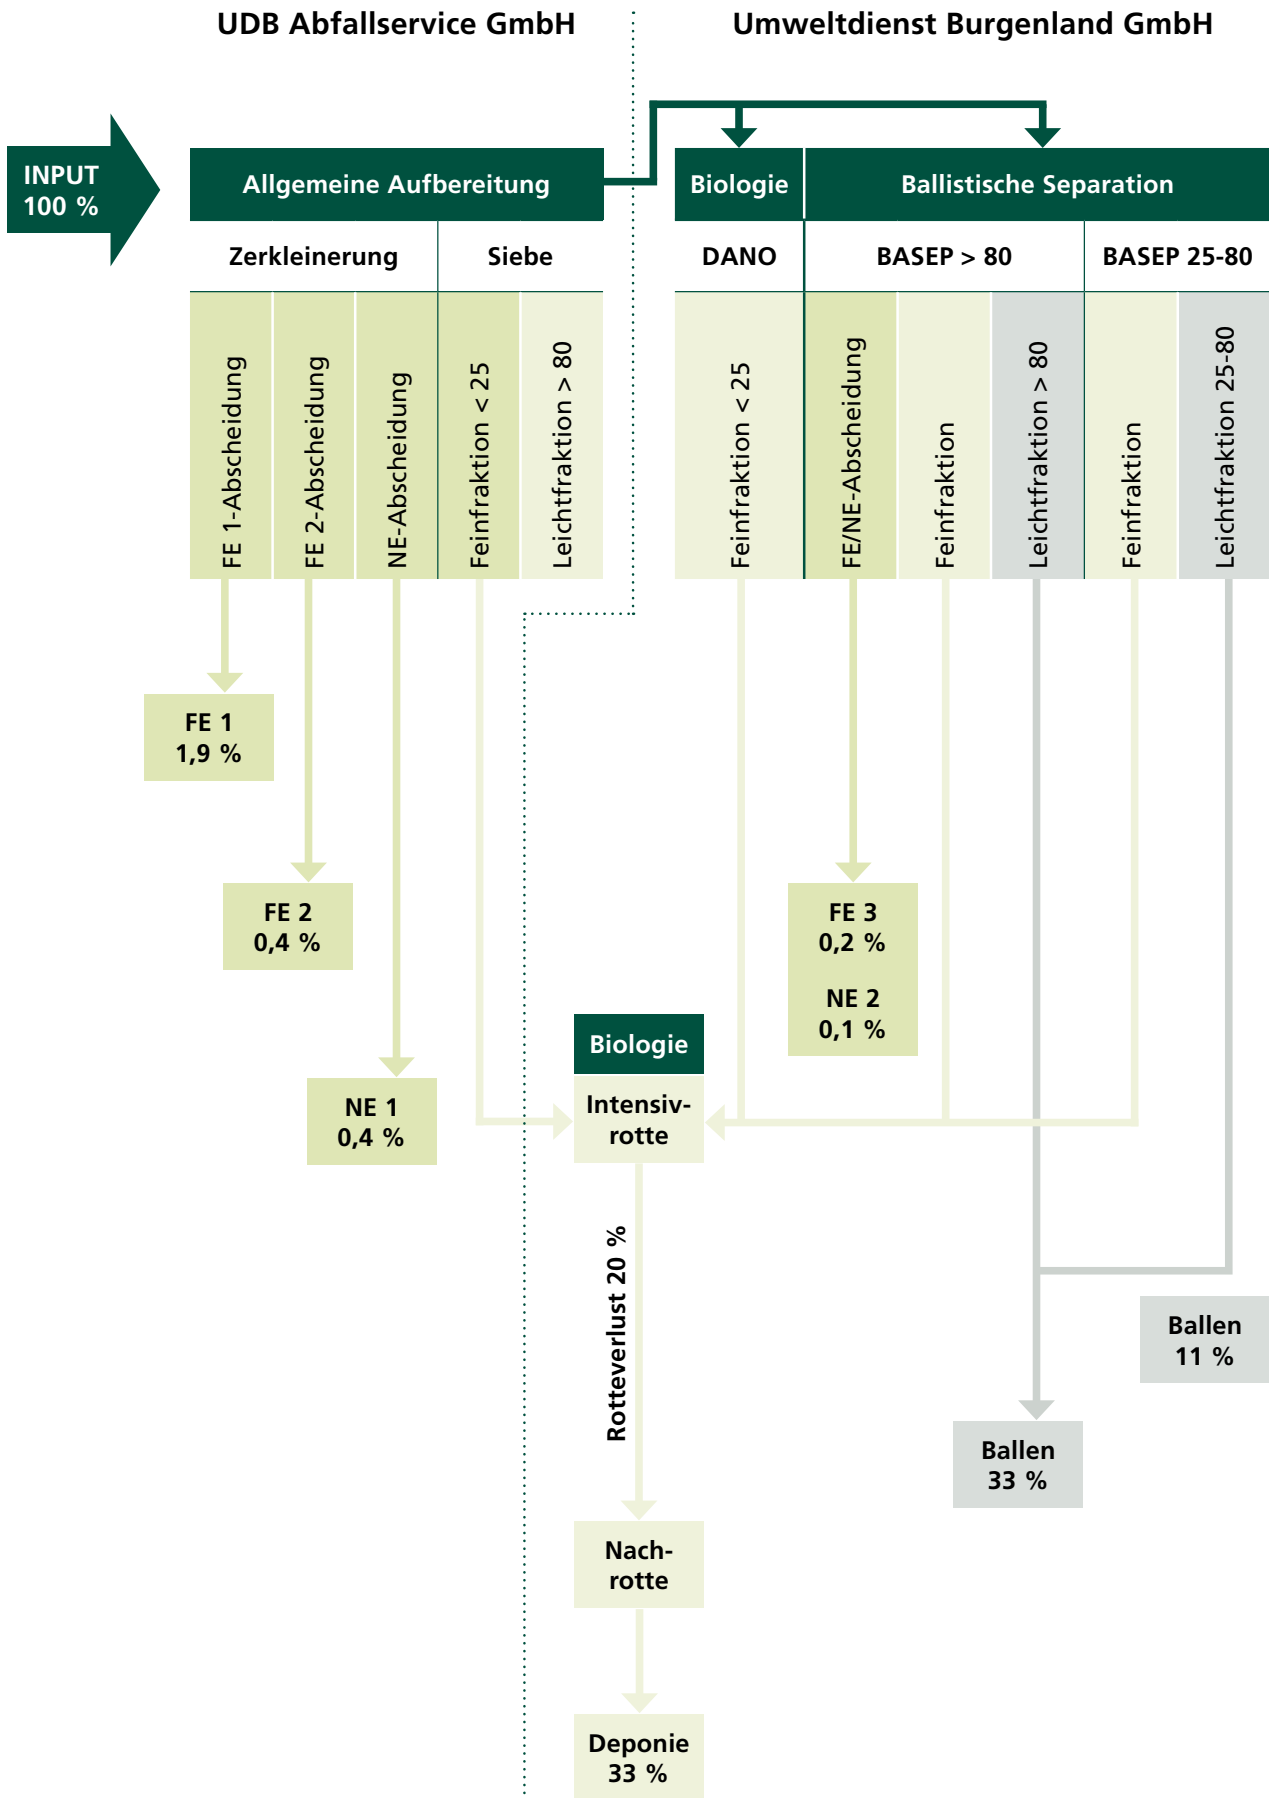 UDB Abfallservice GmbH
Umweltdienst Burgenland GmbH
INPUT
100 %
Allgemeine Aufbereitung
Biologie
Ballistische Separation
Zerkleinerung
Siebe
DANO
BASEP > 80
BASEP 25-80
FE 1-Abscheidung
FE 2-Abscheidung
NE-Abscheidung
Feinfraktion < 25
Leichtfraktion > 80
Feinfraktion < 25
FE/NE-Abscheidung
Feinfraktion
Leichtfraktion > 80
Feinfraktion
Leichtfraktion 25-80
FE 1
1,9 %
FE 2
0,4 %
FE 3
0,2 %
NE 2
0,1 %
Biologie
NE 1
0,4 %
Intensiv-
rotte
Rotteverlust 20 %
Ballen
11 %
Ballen
33 %
Nach-
rotte
Deponie
33 %